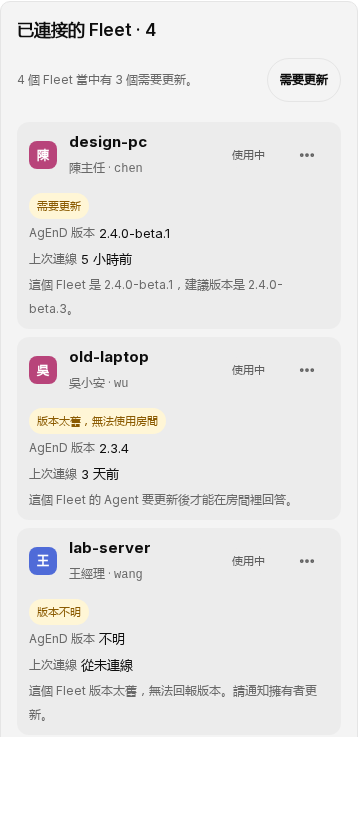 已連接的 Fleet · 4
4 個 Fleet 當中有 3 個需要更新。
需要更新
陳
design-pc
陳主任 · chen
使用中
•••
需要更新
AgEnD 版本 2.4.0-beta.1
上次連線 5 小時前
這個 Fleet 是 2.4.0-beta.1，建議版本是 2.4.0-
beta.3。
吳
old-laptop
吳小安 · wu
使用中
•••
版本太舊，無法使用房間
AgEnD 版本 2.3.4
上次連線 3 天前
這個 Fleet 的 Agent 要更新後才能在房間裡回答。
王
lab-server
王經理 · wang
使用中
•••
版本不明
AgEnD 版本 不明
上次連線 從未連線
這個 Fleet 版本太舊，無法回報版本。請通知擁有者更
新。